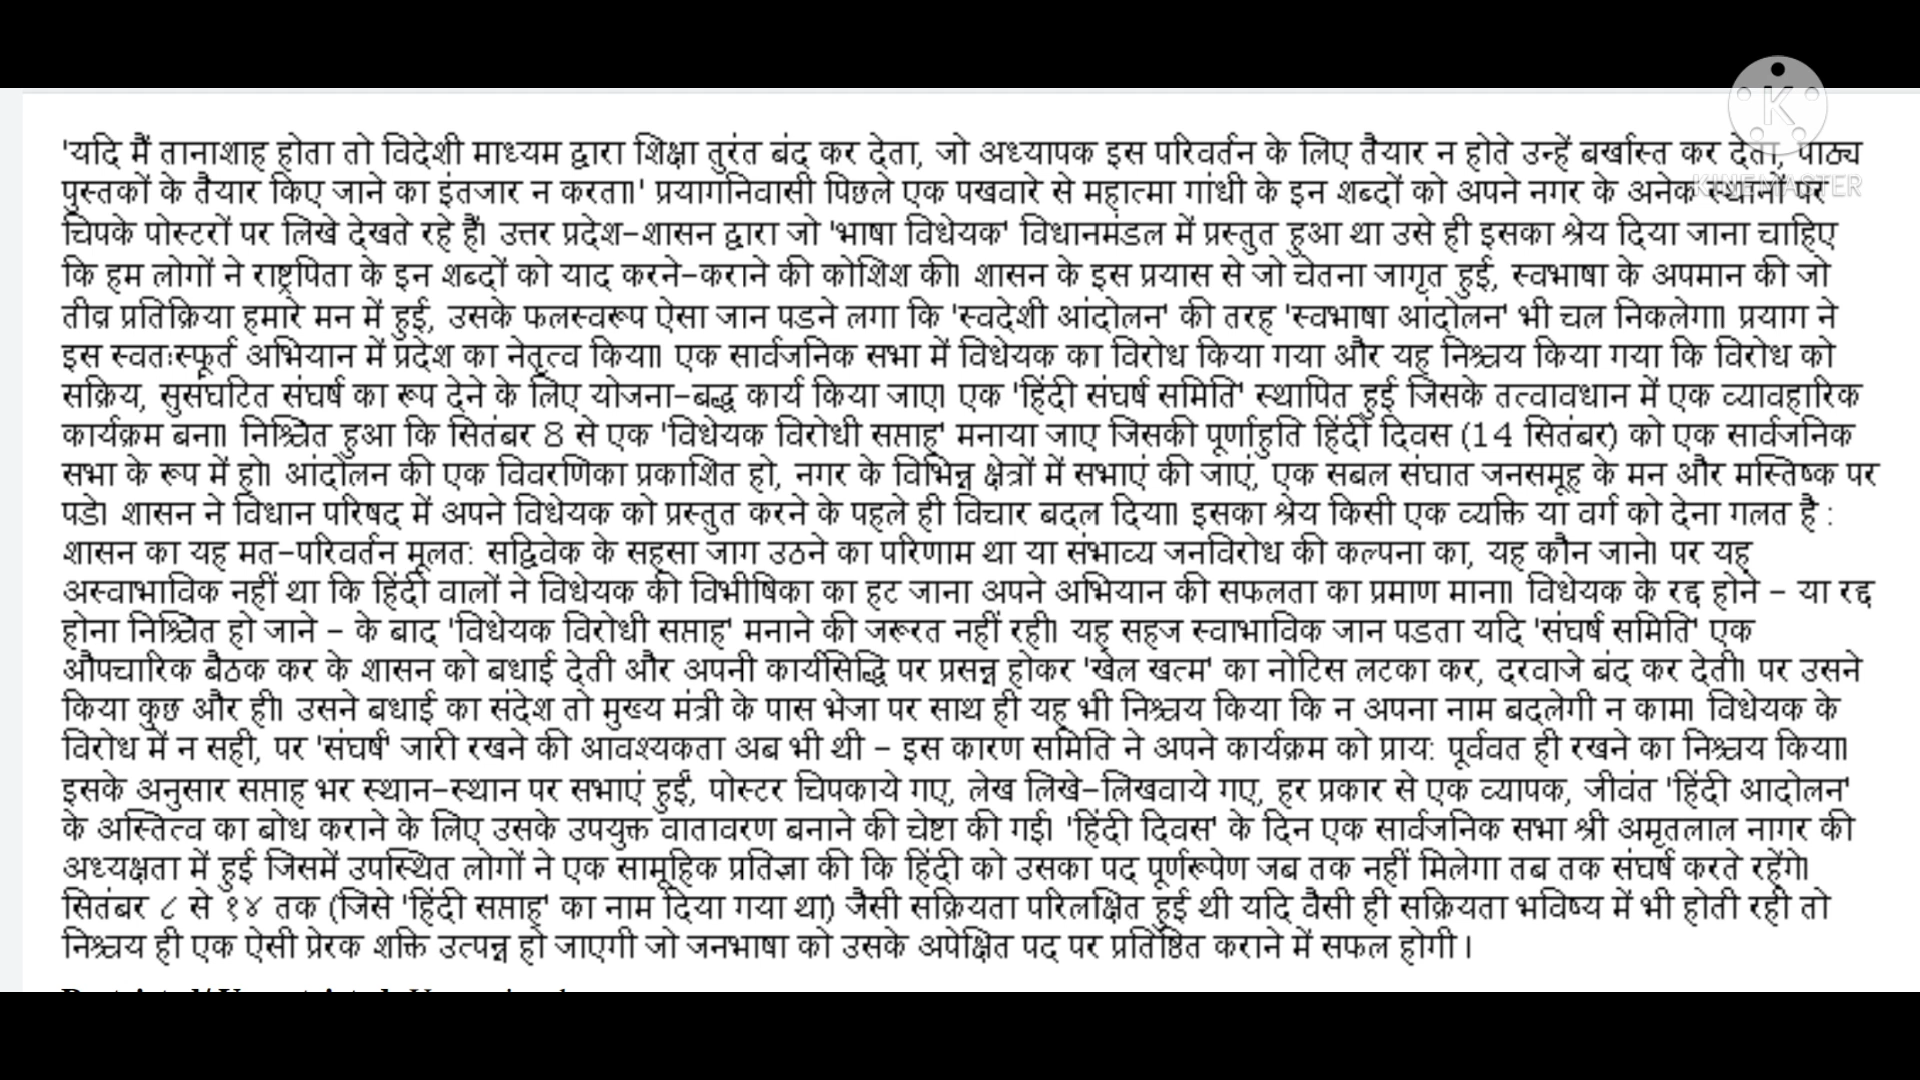 'यदि मैं तानाशाह होता तो विदेशी माध्यम द्वारा शिक्षा तुरंत बंद कर देता, जो अध्यापक इस परिवर्तन के लिए तैयार न होते उन्हें बर्खास्त कर देता, पाठ्य
पुस्तकों के तैयार किए जाने का इंतजार न करता।' प्रयागनिवासी पिछले एक पखवारे से महात्मा गांधी के इन शब्दों को अपने नगर के अनेक स्थानों पर
चिपके पोस्टरों पर लिखे देखते रहे हैं। उत्तर प्रदेश-शासन द्वारा जो 'भाषा विधेयक' विधानमंडल में प्रस्तुत हुआ था उसे ही इसका श्रेय दिया जाना चाहिए
कि हम लोगों ने राष्ट्रपिता के इन शब्दों को याद करने-कराने की कोशिश की। शासन के इस प्रयास से जो चेतना जागृत हुई, स्वभाषा के अपमान की जो
तीव्र प्रतिक्रिया हमारे मन में हुई, उसके फलस्वरूप ऐसा जान पडने लगा कि 'स्वदेशी आंदोलन' की तरह 'स्वभाषा आंदोलन' भी चल निकलेगा। प्रयाग ने
इस स्वतःस्फूर्त अभियान में प्रदेश का नेतृत्व किया। एक सार्वजनिक सभा में विधेयक का विरोध किया गया और यह निश्चय किया गया कि विरोध को
सक्रिय, सुसंघटित संघर्ष का रूप देने के लिए योजना-बद्ध कार्य किया जाए। एक 'हिंदी संघर्ष समिति' स्थापित हुई जिसके तत्वावधान में एक व्यावहारिक
कार्यक्रम बना। निश्चित हुआ कि सितंबर 8 से एक 'विधेयक विरोधी सप्ताह' मनाया जाए जिसकी पूर्णाहुति हिंदी दिवस (14 सितंबर) को एक सार्वजनिक
सभा के रूप में हो। आंदोलन की एक विवरणिका प्रकाशित हो, नगर के विभिन्न क्षेत्रों में सभाएं की जाएं, एक सबल संघात जनसमूह के मन और मस्तिष्क पर
पडे। शासन ने विधान परिषद में अपने विधेयक को प्रस्तुत करने के पहले ही विचार बदल दिया। इसका श्रेय किसी एक व्यक्ति या वर्ग को देना गलत है :
शासन का यह मत-परिवर्तन मूलत: सद्विवेक के सहसा जाग उठने का परिणाम था या संभाव्य जनविरोध की कल्पना का, यह कौन जाने। पर यह
अस्वाभाविक नहीं था कि हिंदी वालों ने विधेयक की विभीषिका का हट जाना अपने अभियान की सफलता का प्रमाण माना। विधेयक के रद्द होने - या रद्द
होना निश्चित हो जाने - के बाद 'विधेयक विरोधी सप्ताह' मनाने की जरूरत नहीं रही। यह सहज स्वाभाविक जान पडता यदि 'संघर्ष समिति' एक
औपचारिक बैठक कर के शासन को बधाई देती और अपनी कार्यसिद्धि पर प्रसन्न होकर 'खेल खत्म' का नोटिस लटका कर, दरवाजे बंद कर देती। पर उसने
किया कुछ और ही। उसने बधाई का संदेश तो मुख्य मंत्री के पास भेजा पर साथ ही यह भी निश्चय किया कि न अपना नाम बदलेगी न काम। विधेयक के
विरोध में न सही, पर 'संघर्ष' जारी रखने की आवश्यकता अब भी थी - इस कारण समिति ने अपने कार्यक्रम को प्राय: पूर्ववत ही रखने का निश्चय किया।
इसके अनुसार सप्ताह भर स्थान-स्थान पर सभाएं हुईं, पोस्टर चिपकाये गए, लेख लिखे-लिखवाये गए, हर प्रकार से एक व्यापक, जीवंत 'हिंदी आदोलन'
के अस्तित्व का बोध कराने के लिए उसके उपयुक्त वातावरण बनाने की चेष्टा की गई। 'हिंदी दिवस' के दिन एक सार्वजनिक सभा श्री अमृतलाल नागर की
अध्यक्षता में हुई जिसमें उपस्थित लोगों ने एक सामूहिक प्रतिज्ञा की कि हिंदी को उसका पद पूर्णरूपेण जब तक नहीं मिलेगा तब तक संघर्ष करते रहेंगे।
सितंबर ८ से १४ तक (जिसे 'हिंदी सप्ताह' का नाम दिया गया था) जैसी सक्रियता परिलक्षित हुई थी यदि वैसी ही सक्रियता भविष्य में भी होती रही तो
निश्चय ही एक ऐसी प्रेरक शक्ति उत्पन्न हो जाएगी जो जनभाषा को उसके अपेक्षित पद पर प्रतिष्ठित कराने में सफल होगी ।
K
KINEMASTER